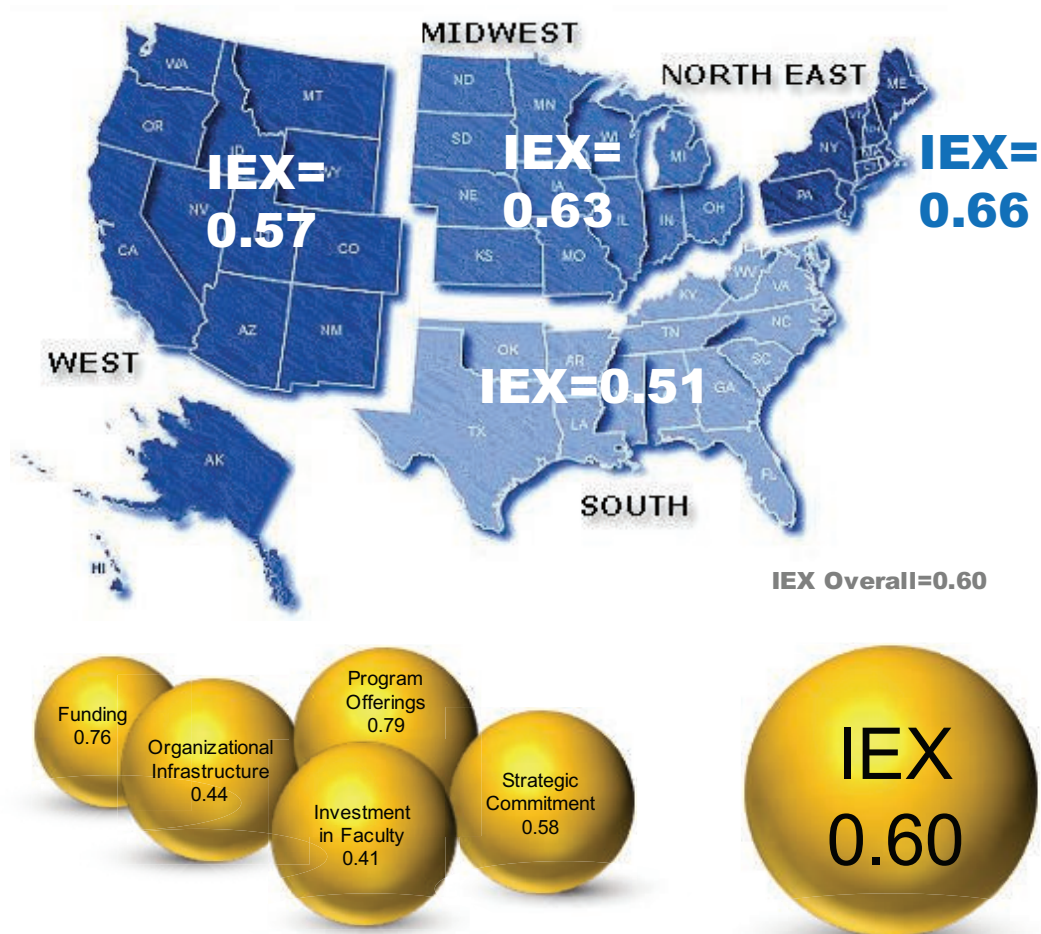 MIDWEST
NORTH EAST
WEST
SOUTH
WA
OR
ID
MT
WY
NV
CA
CO
AZ
NM
AK
HI
IEX=
0.57
ND
SD
NE
KS
MN
IA
MO
WI
IL
MI
IN
OH
IEX=
0.63
ME
VT
NH
MA
CT
NY
PA
IEX=
0.66
OK
TX
AR
LA
KY
TN
WV
VA
NC
SC
GA
FL
IEX=0.51
IEX Overall=0.60
Funding
0.76
Organizational
Infrastructure
0.44
Program
Offerings
0.79
Investment
in Faculty
0.41
Strategic
Commitment
0.58
IEX
0.60